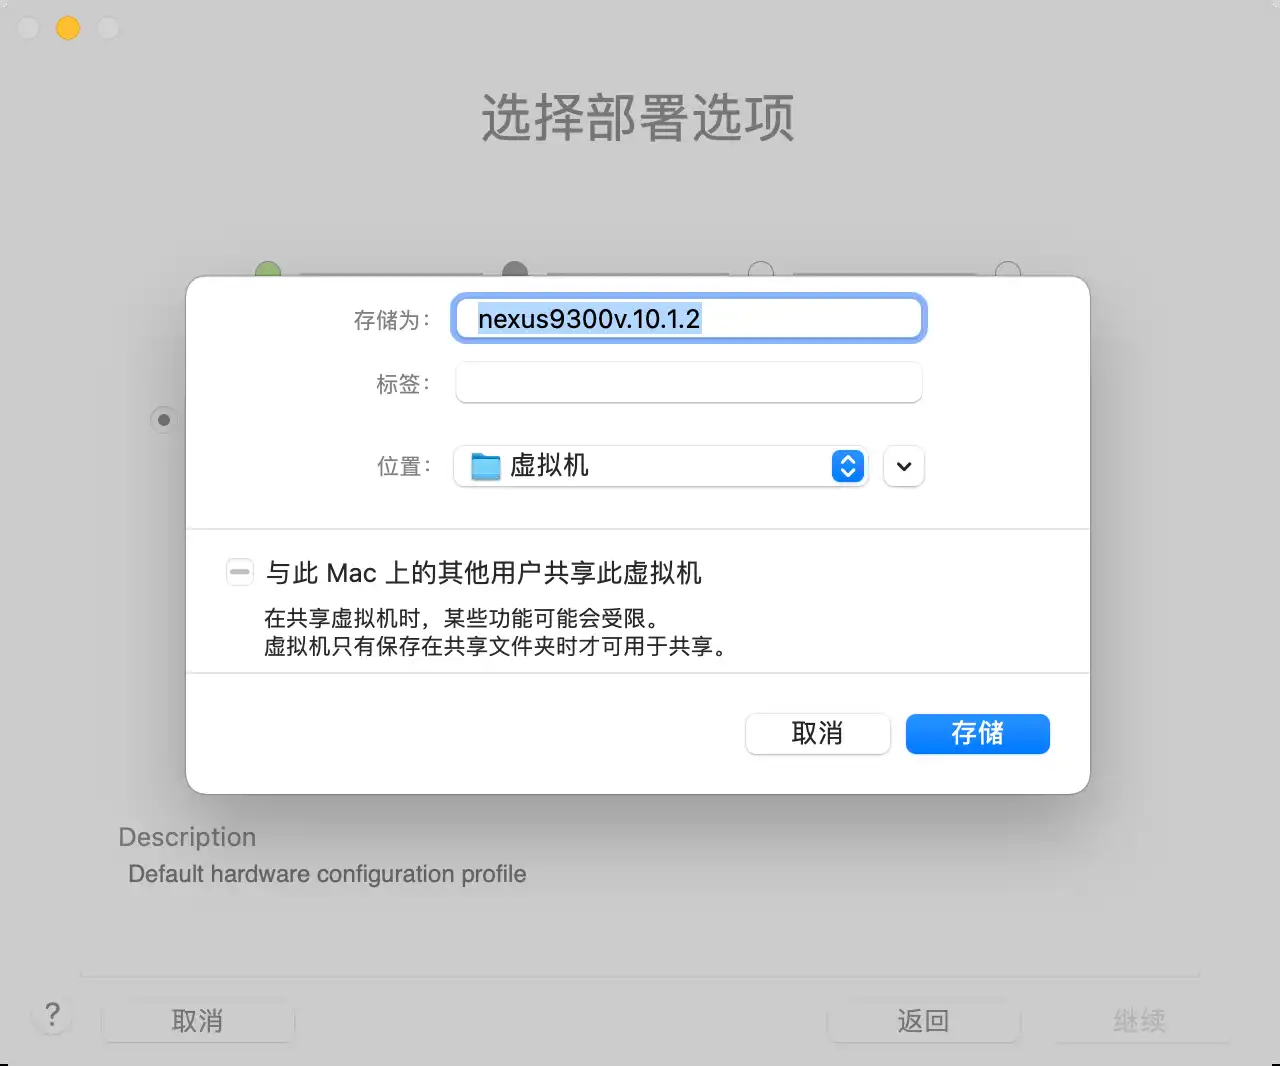 选择部署选项
存储为：
nexus9300v.10.1.2
标签：
位置：
虚拟机
与此 Mac 上的其他用户共享此虚拟机
在共享虚拟机时，某些功能可能会受限。
虚拟机只有保存在共享文件夹时才可用于共享。
取消
存储
Description
Default hardware configuration profile
?
取消
返回
继续